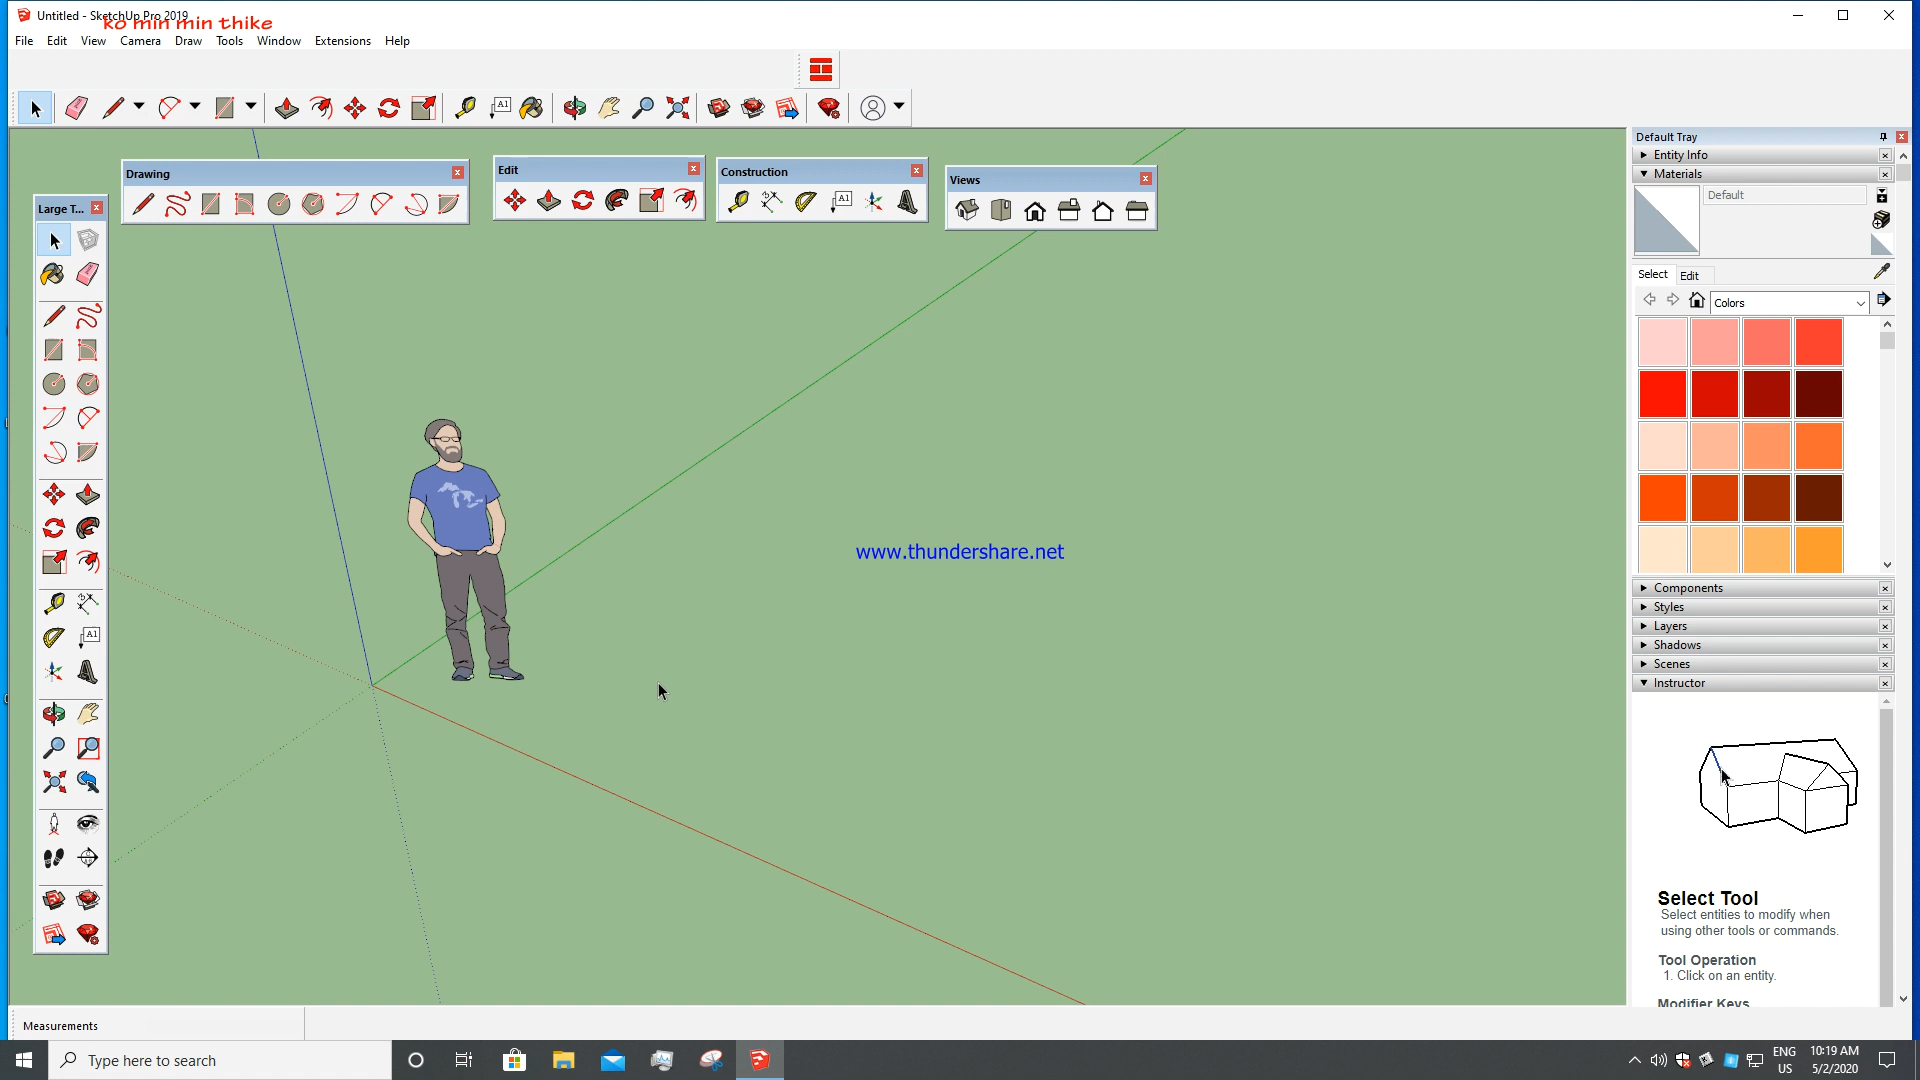 Untitled - SketchUp Pro 2019
ko min min thike
File Edit View Camera Draw Tools Window Extensions Help
Default Tray
Entity Info
Materials
Default
Select Edit
Colors
Components
Styles
Layers
Shadows
Scenes
Instructor
Select Tool
Select entities to modify when
using other tools or commands.
Tool Operation
1. Click on an entity.
Modifier Keys
Drawing
Edit
Construction
A1
Views
Large T...
A1
A1
www.thundershare.net
Measurements
Type here to search
ENG
US
10:19 AM
5/2/2020